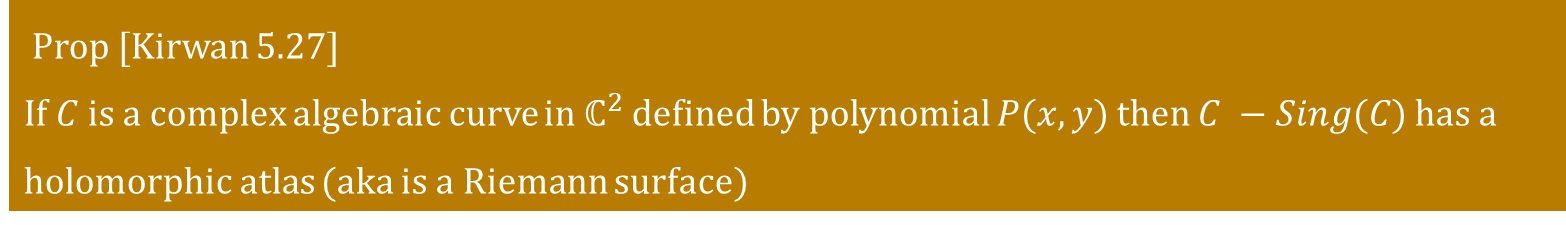 Prop [Kirwan 5.27]
If 𝐶 is a complex algebraic curve in ℂ² defined by polynomial 𝑃(𝑥, 𝑦) then 𝐶 − 𝑆𝑖𝑛𝑔(𝐶) has a
holomorphic atlas (aka is a Riemann surface)